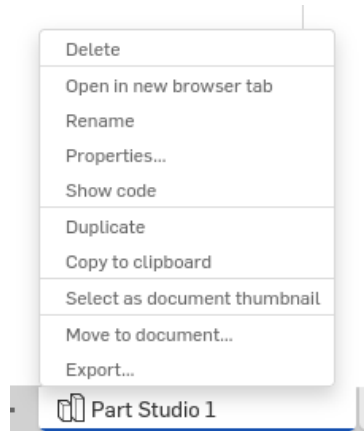 Delete
Open in new browser tab
Rename
Properties...
Show code
Duplicate
Copy to clipboard
Select as document thumbnail
Move to document...
Export...
Part Studio 1